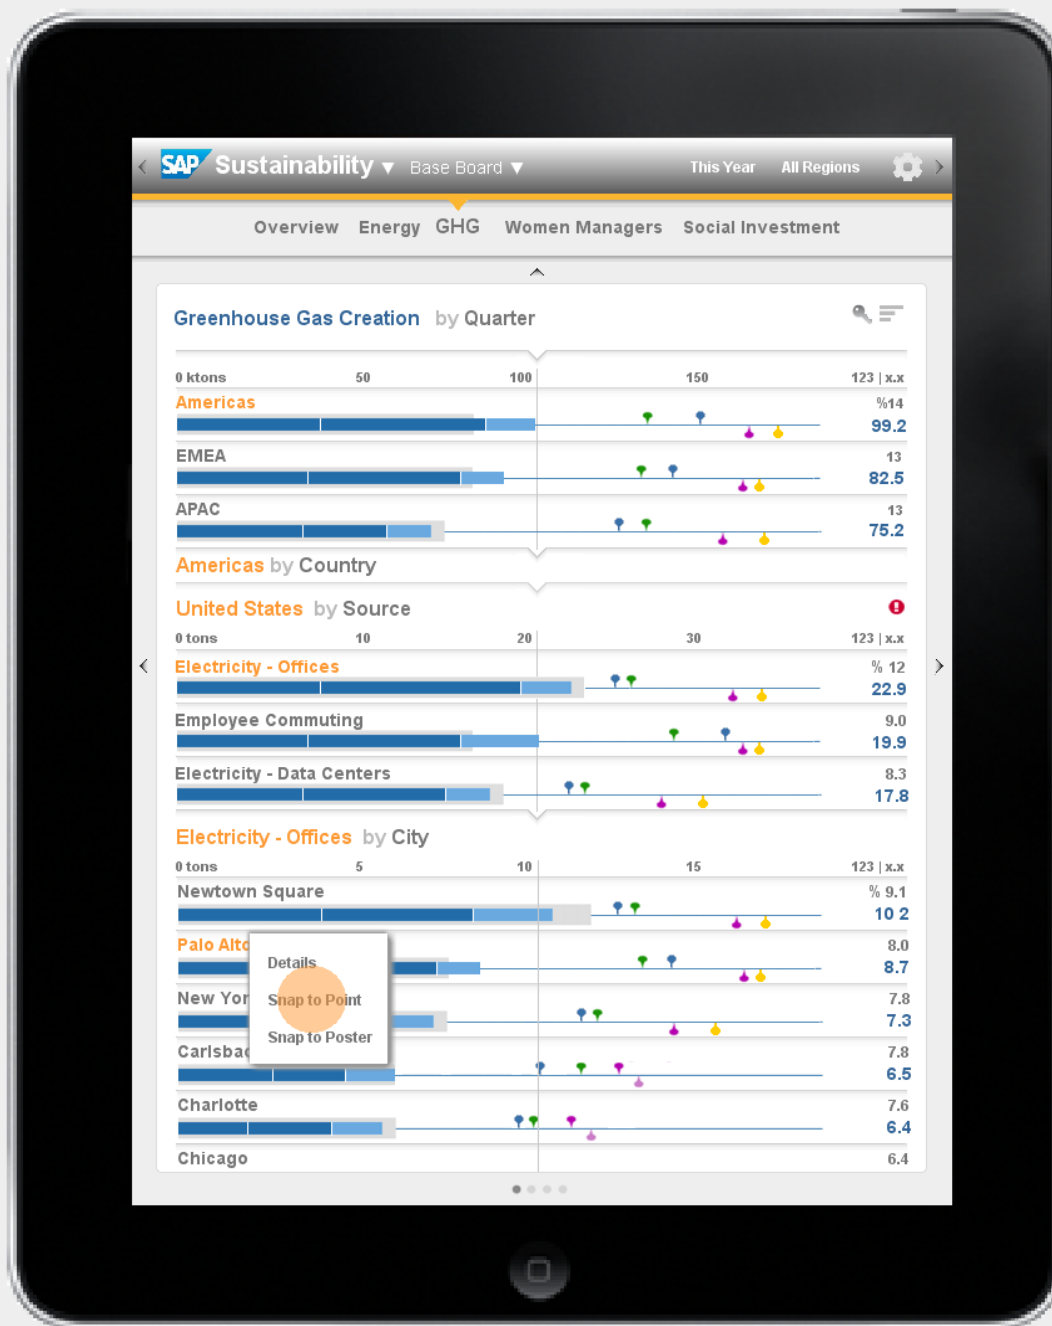 SAP Sustainability ▼ Base Board ▼ This Year All Regions
Overview Energy GHG Women Managers Social Investment
Greenhouse Gas Creation by Quarter
0 ktons 50 100 150 123 | x.x
Americas %14
99.2
EMEA 13
82.5
APAC 13
75.2
Americas by Country
United States by Source
0 tons 10 20 30 123 | x.x
Electricity - Offices % 12
22.9
Employee Commuting 9.0
19.9
Electricity - Data Centers 8.3
17.8
Electricity - Offices by City
0 tons 5 10 15 123 | x.x
Newtown Square % 9.1
10 2
Palo Alto 8.0
Details
8.7
New Yor 7.8
Snap to Point
7.3
Snap to Poster
Carlsbad 7.8
6.5
Charlotte 7.6
6.4
Chicago 6.4